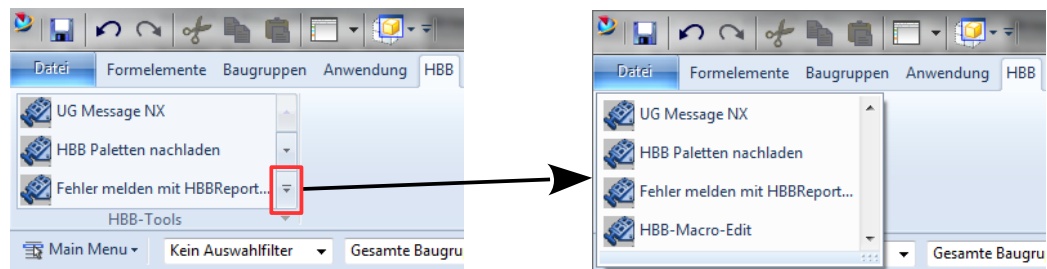 Datei Formelemente Baugruppen Anwendung HBB
UG Message NX
HBB Paletten nachladen
Fehler melden mit HBBReport...
HBB-Tools
Main Menu Kein Auswahlfilter Gesamte Baugru
Datei Formelemente Baugruppen Anwendung HBB
UG Message NX
HBB Paletten nachladen
Fehler melden mit HBBReport...
HBB-Macro-Edit
Gesamte Baugru